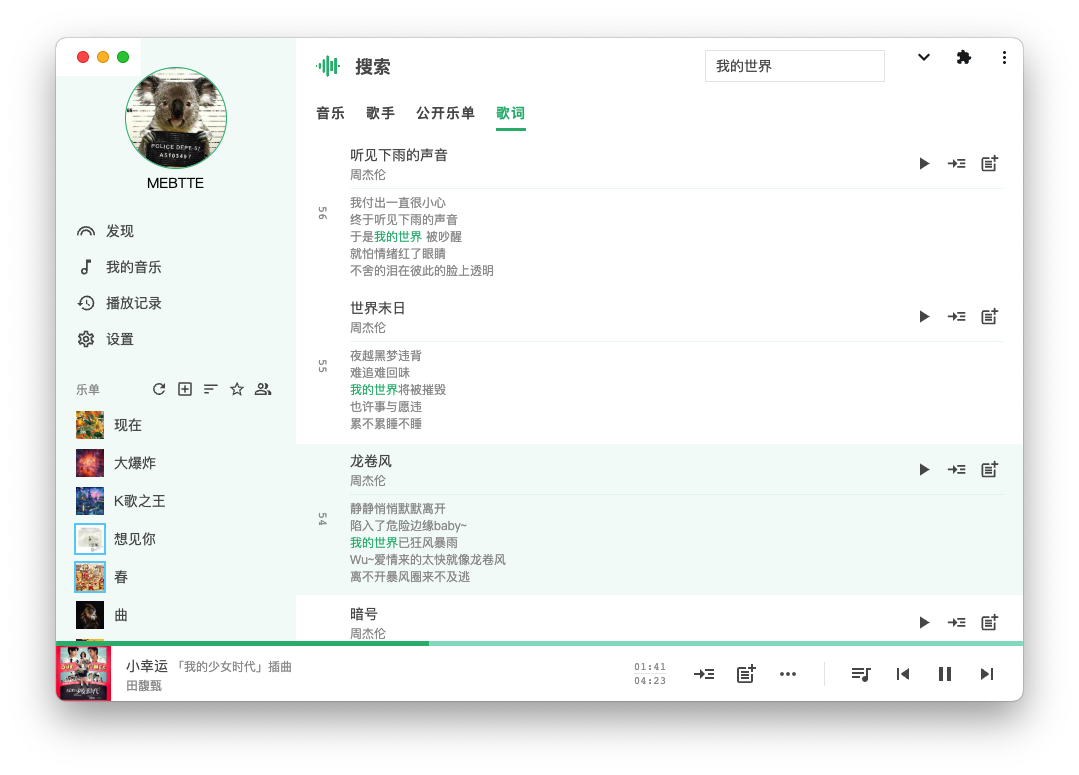 POLICE DEPT-57
A5103467
MEBTTE
发现
我的音乐
播放记录
设置
乐单
现在
大爆炸
K歌之王
想见你
春
曲
搜索
我的世界
音乐 歌手 公开乐单 歌词
听见下雨的声音
周杰伦
56
我付出一直很小心
终于听见下雨的声音
于是我的世界 被吵醒
就怕情绪红了眼睛
不舍的泪在彼此的脸上透明
世界末日
周杰伦
55
夜越黑梦违背
难追难回味
我的世界将被摧毁
也许事与愿违
累不累睡不睡
龙卷风
周杰伦
54
静静悄悄默默离开
陷入了危险边缘baby~
我的世界已狂风暴雨
Wu~爱情来的太快就像龙卷风
离不开暴风圈来不及逃
暗号
周杰伦
小幸运 「我的少女时代」插曲
田馥甄
01:41
04:23